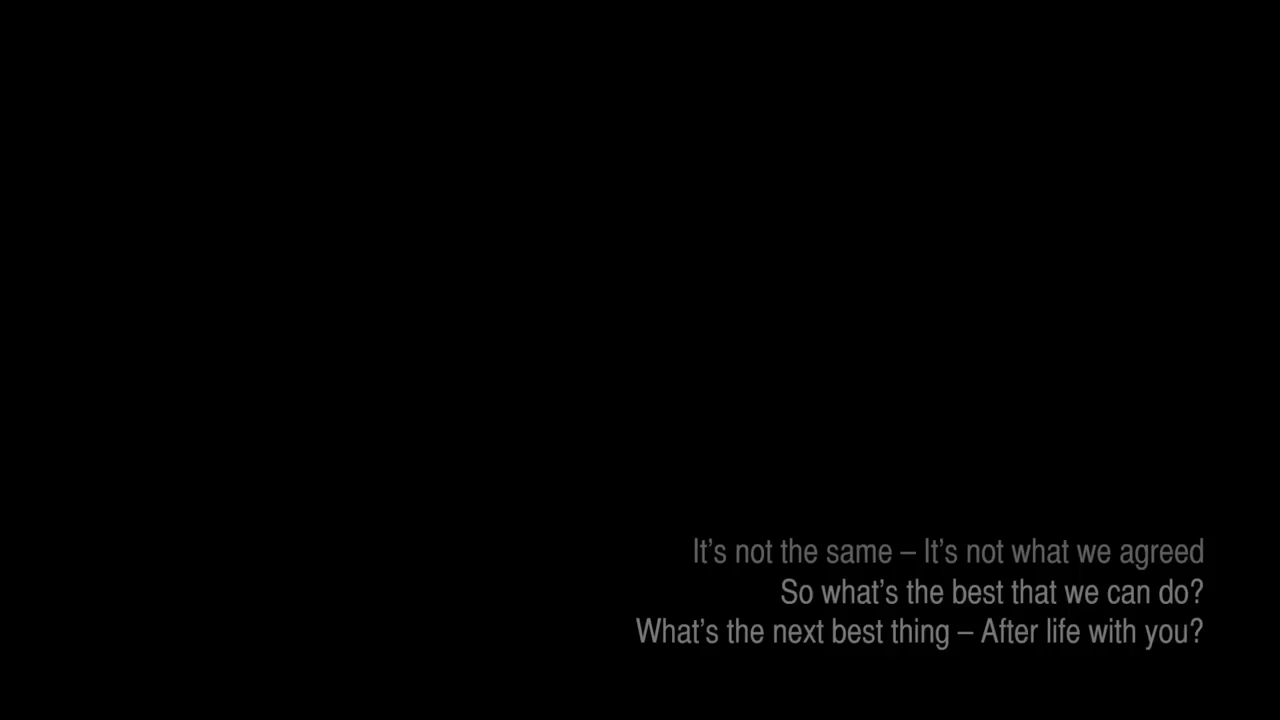 It’s not the same – It’s not what we agreed
So what’s the best that we can do?
What’s the next best thing – After life with you?